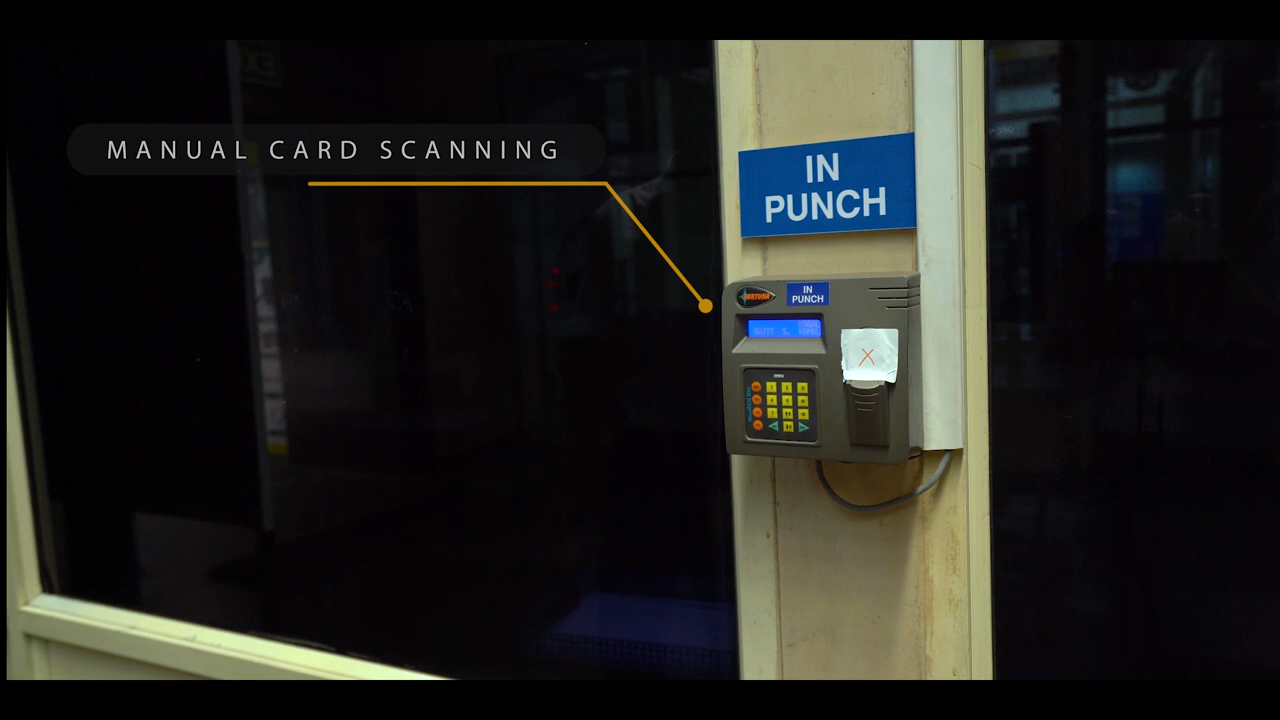 MANUAL CARD SCANNING
IN
PUNCH
IN
PUNCH
X